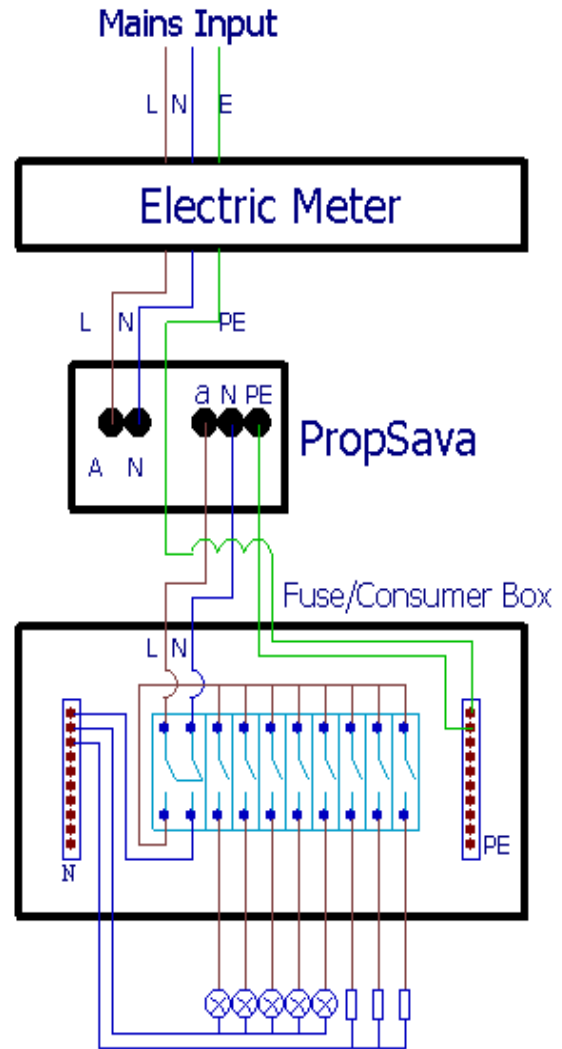 Mains Input
L N E
Electric Meter
L N PE
a N PE
A N
PropSava
Fuse/Consumer Box
L N
N
PE